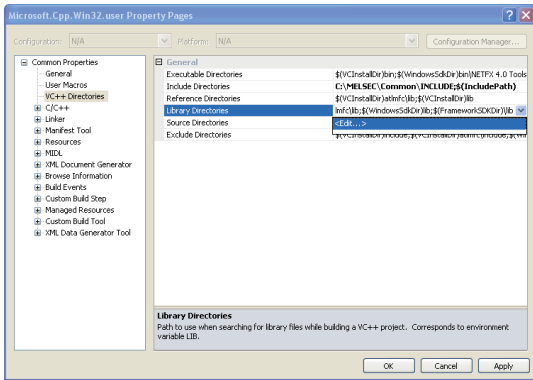 Microsoft.Cpp.Win32.user Property Pages
Configuration: N/A Platform: N/A Configuration Manager...
Common Properties
General
User Macros
VC++ Directories
C/C++
Linker
Manifest Tool
Resources
MIDL
XML Document Generator
Browse Information
Build Events
Custom Build Step
Managed Resources
Custom Build Tool
XML Data Generator Tool
General
Executable Directories $(VCInstallDir)bin;$(WindowsSdkDir)bin\NETFX 4.0 Tools
Include Directories C:\MELSEC\Common\INCLUDE;$(IncludePath)
Reference Directories $(VCInstallDir)atlmfc\lib;$(VCInstallDir)lib
Library Directories lmfc\lib;$(WindowsSdkDir)lib;$(FrameworkSDKDir)\lib
Source Directories <Edit...>
Exclude Directories
Library Directories
Path to use when searching for library files while building a VC++ project. Corresponds to environment
variable LIB.
OK Cancel Apply